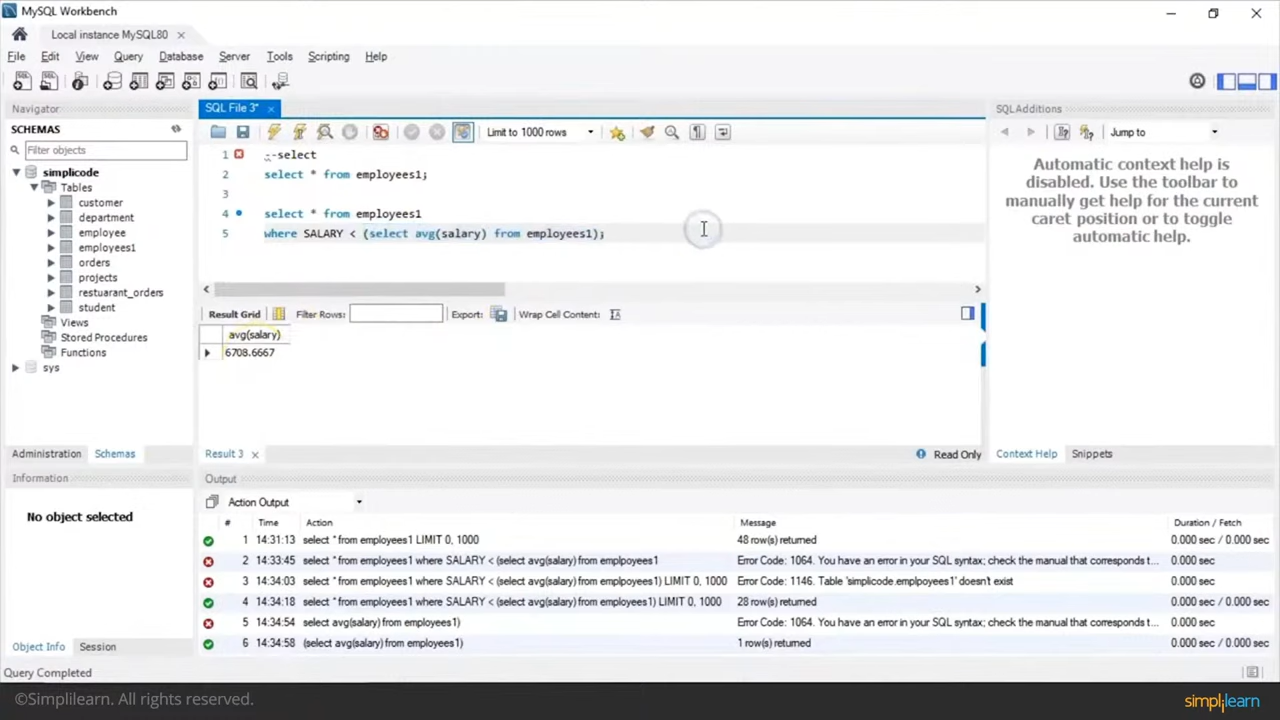 MySQL Workbench
Local instance MySQL80
File Edit View Query Database Server Tools Scripting Help
Navigator
SCHEMAS
Filter objects
simplicode
Tables
customer
department
employee
employees1
orders
projects
restuarant_orders
student
Views
Stored Procedures
Functions
sys
Administration Schemas
Information
No object selected
Object Info Session
Query Completed
SQL File 3*
Limit to 1000 rows
1 --select
2 select * from employees1;
3
4 select * from employees1
5 where SALARY < (select avg(salary) from employees1);
Result Grid Filter Rows: Export: Wrap Cell Content:
avg(salary)
6708.6667
Result 3 Read Only
SQLAdditions
Jump to
Automatic context help is
disabled. Use the toolbar to
manually get help for the current
caret position or to toggle
automatic help.
Context Help Snippets
Output
Action Output
# Time Action Message Duration / Fetch
1 14:31:13 select * from employees1 LIMIT 0, 1000 48 row(s) returned 0.000 sec / 0.000 sec
2 14:33:45 select * from employees1 where SALARY < (select avg(salary) from emplpoyees1 Error Code: 1064. You have an error in your SQL syntax; check the manual that corresponds t... 0.000 sec
3 14:34:03 select * from employees1 where SALARY < (select avg(salary) from emplpoyees1) LIMIT 0, 1000 Error Code: 1146. Table 'simplicode.emplpoyees1' doesn't exist 0.000 sec
4 14:34:18 select * from employees1 where SALARY < (select avg(salary) from employees1) LIMIT 0, 1000 28 row(s) returned 0.000 sec / 0.000 sec
5 14:34:54 select avg(salary) from employees1) Error Code: 1064. You have an error in your SQL syntax; check the manual that corresponds t... 0.000 sec
6 14:34:58 (select avg(salary) from employees1) 1 row(s) returned 0.000 sec / 0.000 sec
©Simplilearn. All rights reserved.
simplilearn